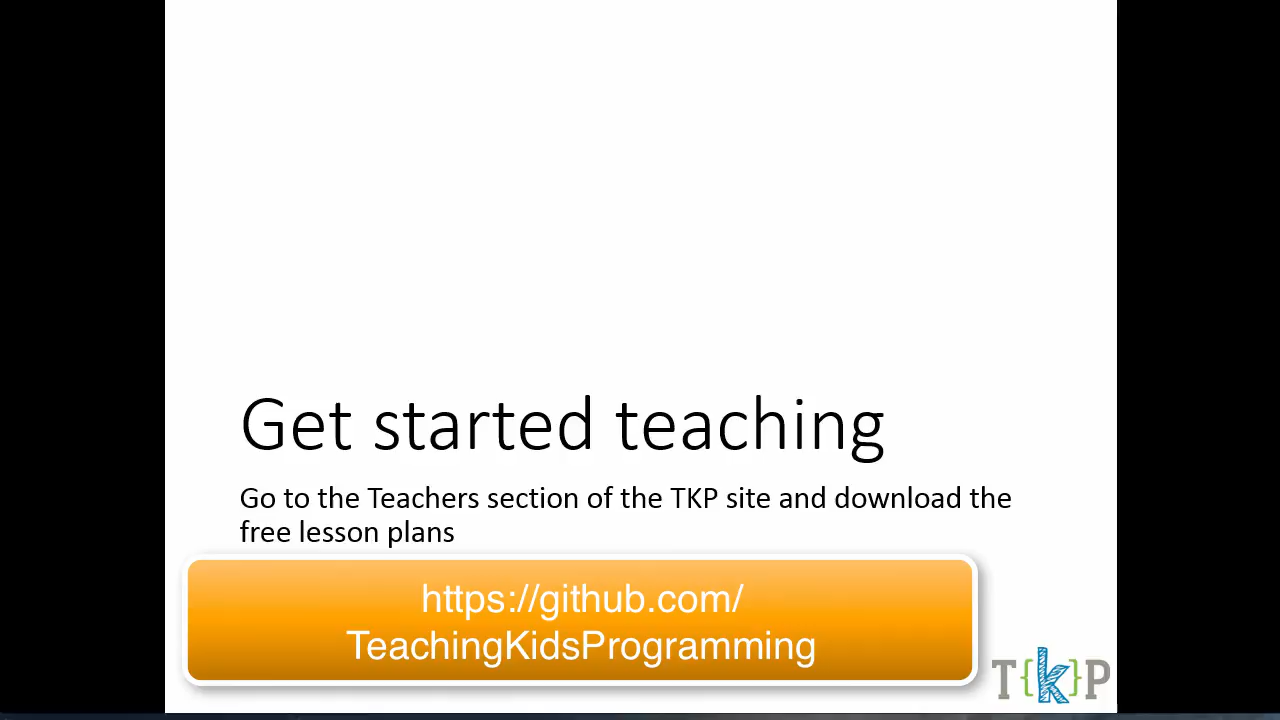 Get started teaching
Go to the Teachers section of the TKP site and download the
free lesson plans
https://github.com/
TeachingKidsProgramming
T{k}P